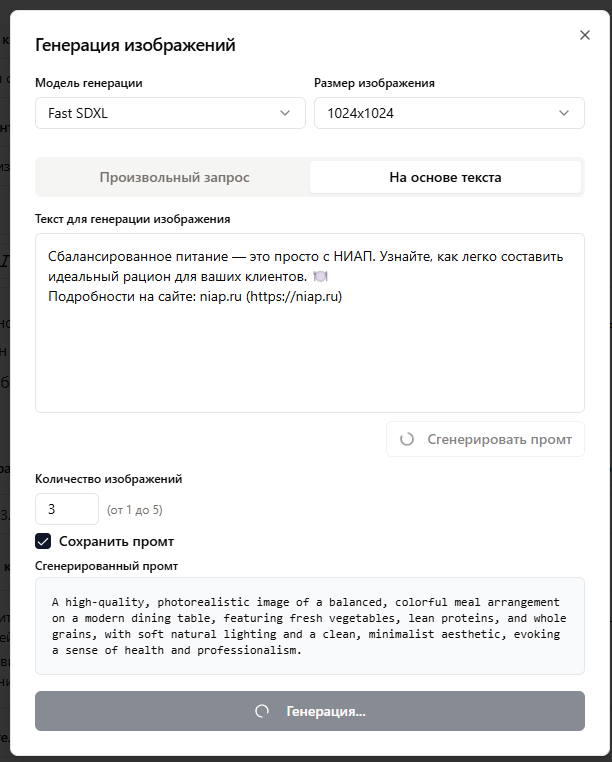 Генерация изображений
Модель генерации
Размер изображения
Fast SDXL
1024x1024
Произвольный запрос
На основе текста
Текст для генерации изображения
Сбалансированное питание — это просто с НИАП. Узнайте, как легко составить
идеальный рацион для ваших клиентов. 🍽️
Подробности на сайте: niap.ru (https://niap.ru)
Сгенерировать промт
Количество изображений
3
(от 1 до 5)
Сохранить промт
Сгенерированный промт
A high-quality, photorealistic image of a balanced, colorful meal arrangement
on a modern dining table, featuring fresh vegetables, lean proteins, and whole
grains, with soft natural lighting and a clean, minimalist aesthetic, evoking
a sense of health and professionalism.
Генерация...